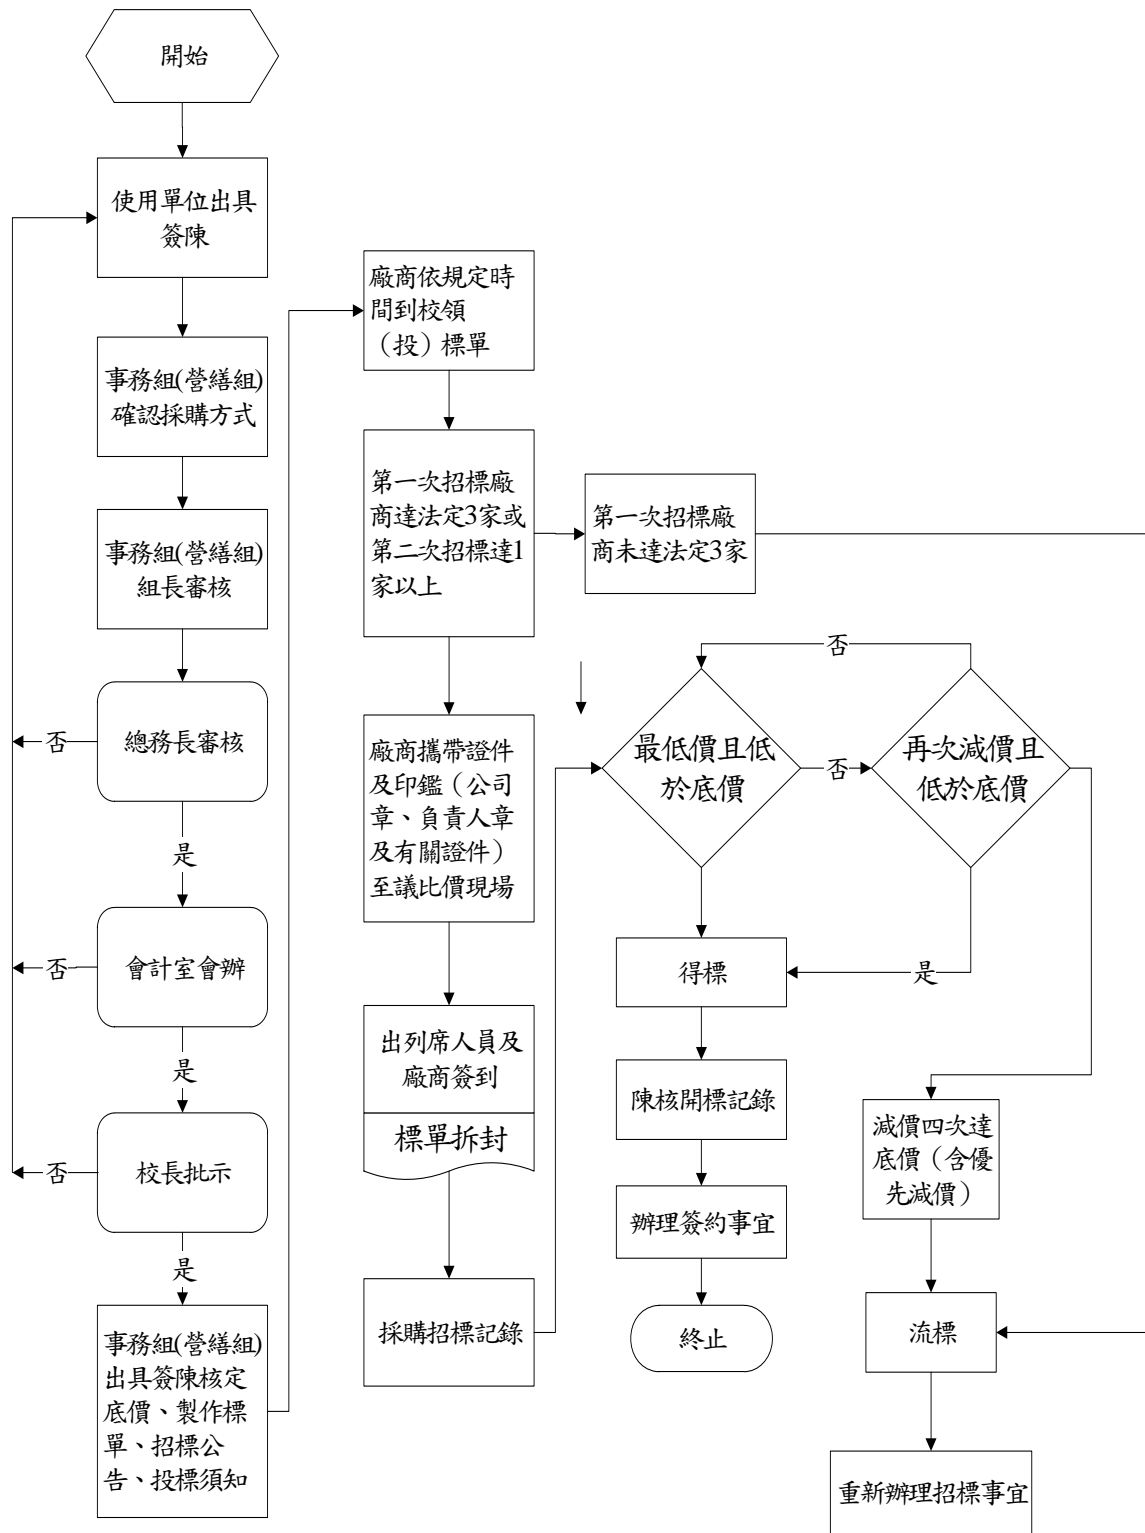 開始
使用單位出具
簽陳
事務組(營繕組)
確認採購方式
事務組(營繕組)
組長審核
總務長審核
否
是
會計室會辦
否
是
校長批示
否
是
事務組(營繕組)
出具簽陳核定
底價、製作標
單、招標公
告、投標須知
廠商依規定時
間到校領
（投）標單
第一次招標廠
商達法定3家或
第二次招標達1
家以上
第一次招標廠
商未達法定3家
廠商攜帶證件
及印鑑（公司
章、負責人章
及有關證件）
至議比價現場
出列席人員及
廠商簽到
標單拆封
採購招標記錄
否
最低價且低
於底價
否
再次減價且
低於底價
得標
是
陳核開標記錄
辦理簽約事宜
終止
減價四次達
底價（含優
先減價）
流標
重新辦理招標事宜